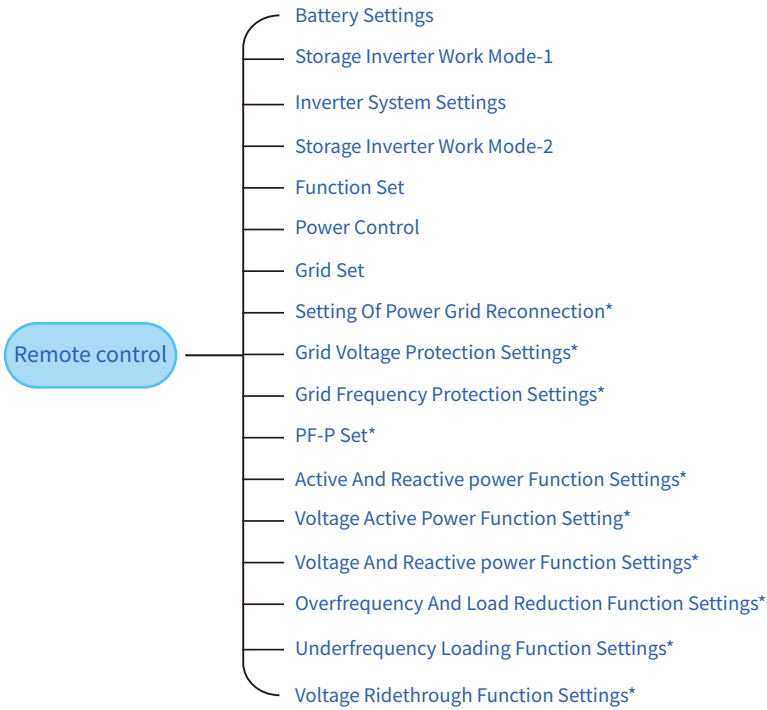 Battery Settings
Storage Inverter Work Mode-1
Inverter System Settings
Storage Inverter Work Mode-2
Function Set
Power Control
Grid Set
Setting Of Power Grid Reconnection*
Remote control
Grid Voltage Protection Settings*
Grid Frequency Protection Settings*
PF-P Set*
Active And Reactive power Function Settings*
Voltage Active Power Function Setting*
Voltage And Reactive power Function Settings*
Overfrequency And Load Reduction Function Settings*
Underfrequency Loading Function Settings*
Voltage Ridethrough Function Settings*